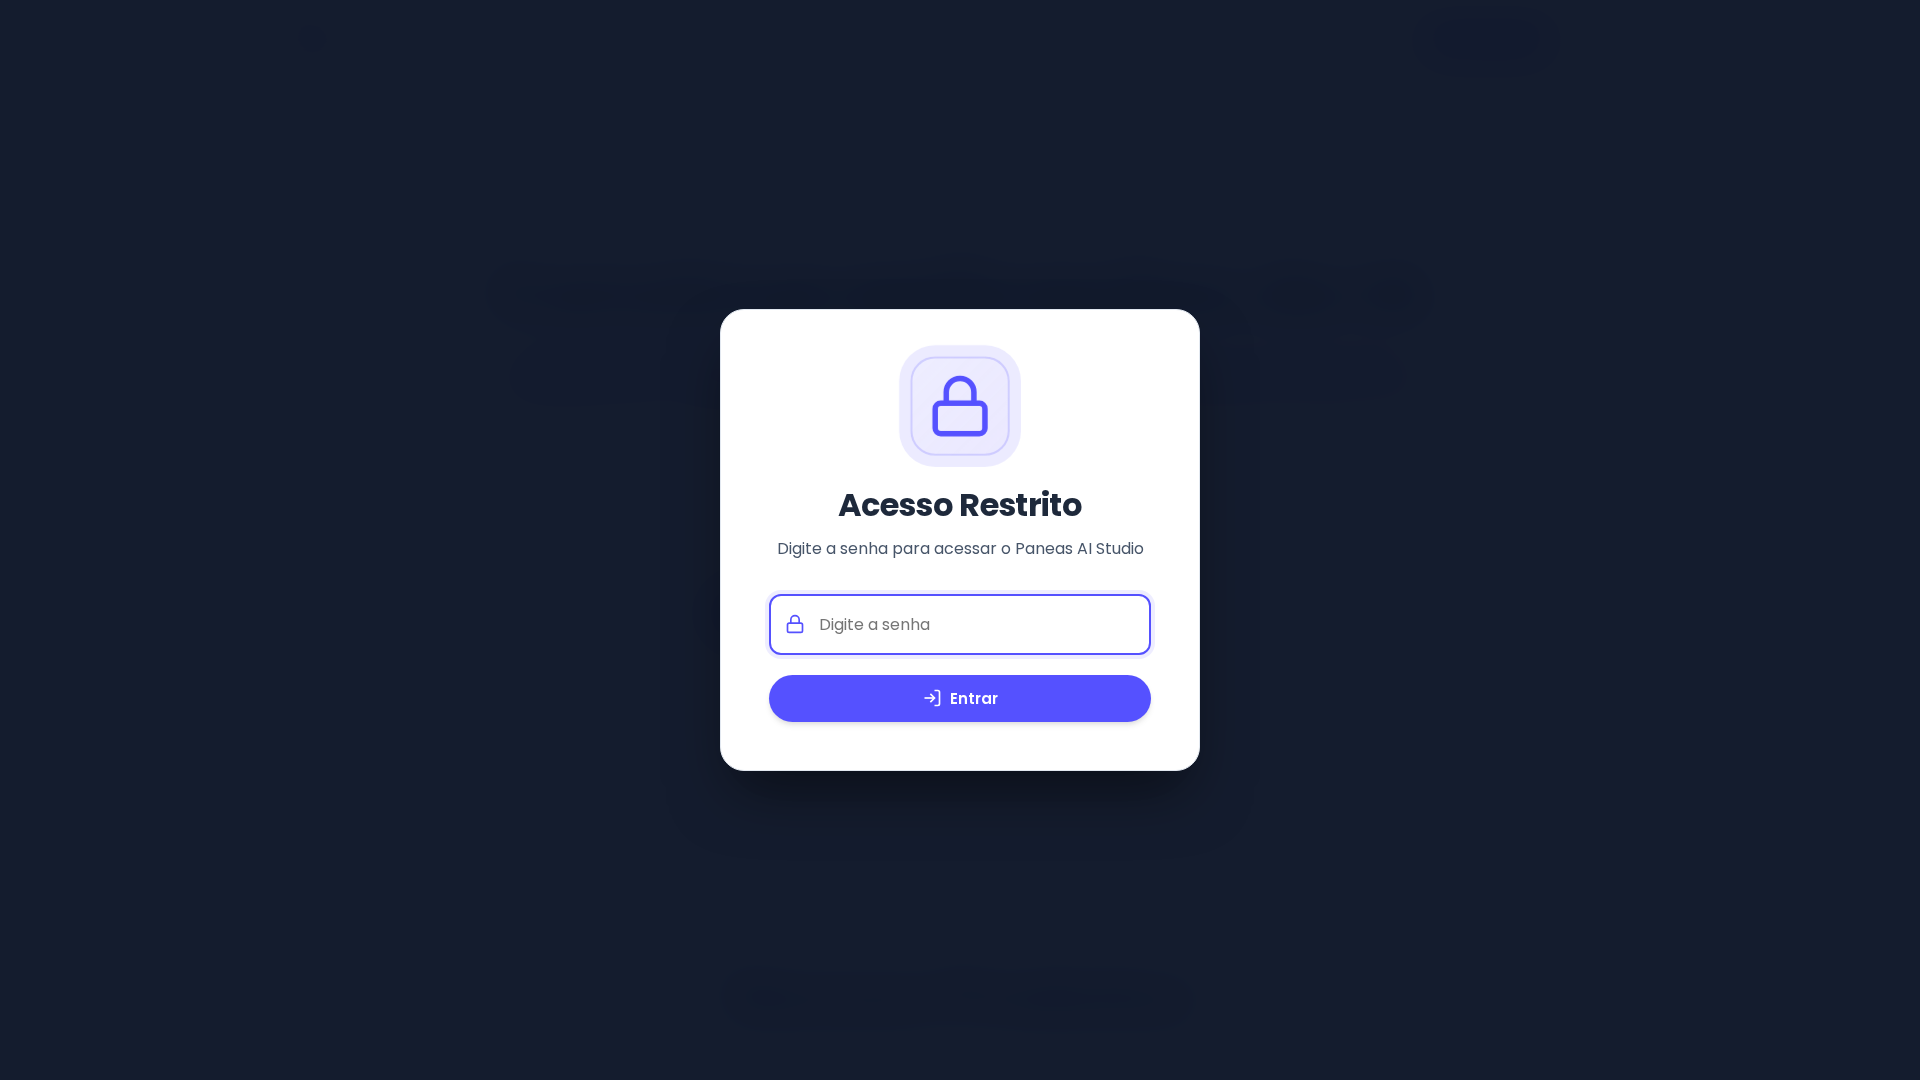 Acesso Restrito
Digite a senha para acessar o Paneas AI Studio
Digite a senha
Entrar